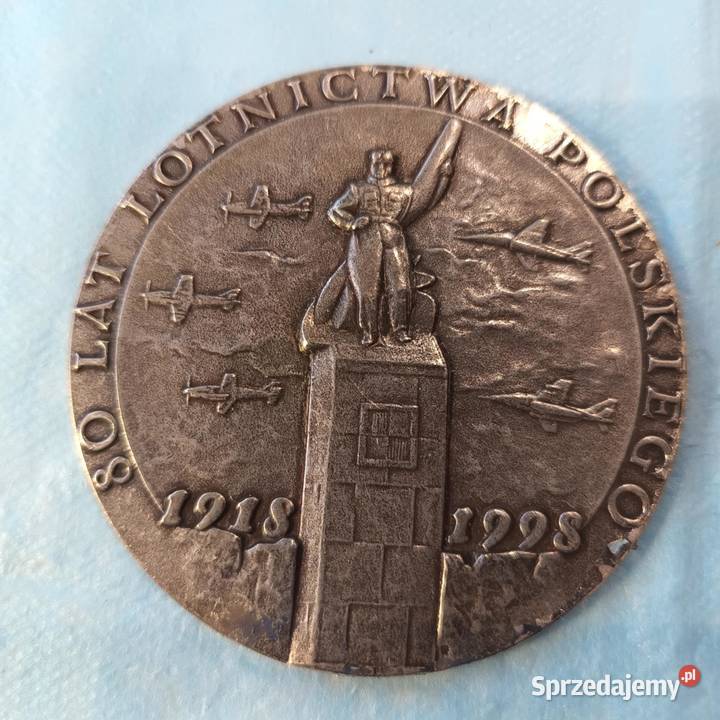 80 LAT LOTNICTWA POLSKIEGO
1918 1998
Sprzedajemy.pl